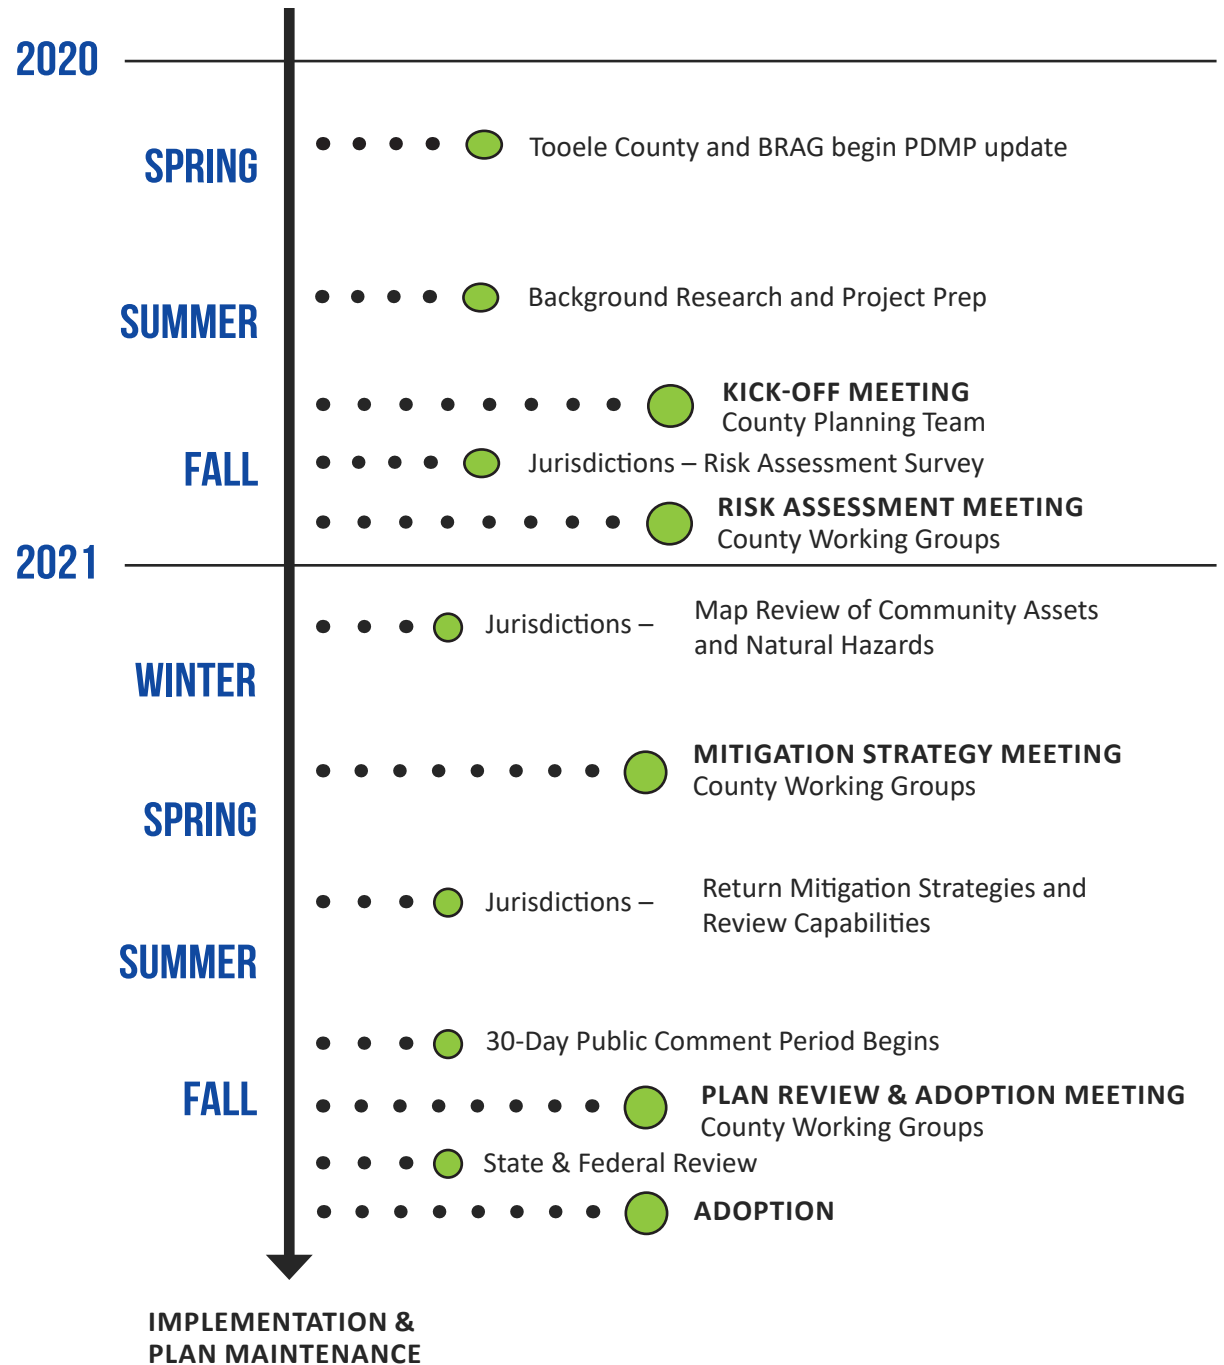 2020
SPRING
Tooele County and BRAG begin PDMP update
SUMMER
Background Research and Project Prep
KICK-OFF MEETING
County Planning Team
FALL
Jurisdictions – Risk Assessment Survey
RISK ASSESSMENT MEETING
County Working Groups
2021
Jurisdictions – Map Review of Community Assets
and Natural Hazards
WINTER
MITIGATION STRATEGY MEETING
County Working Groups
SPRING
Jurisdictions – Return Mitigation Strategies and
Review Capabilities
SUMMER
30-Day Public Comment Period Begins
FALL
PLAN REVIEW & ADOPTION MEETING
County Working Groups
State & Federal Review
ADOPTION
IMPLEMENTATION &
PLAN MAINTENANCE